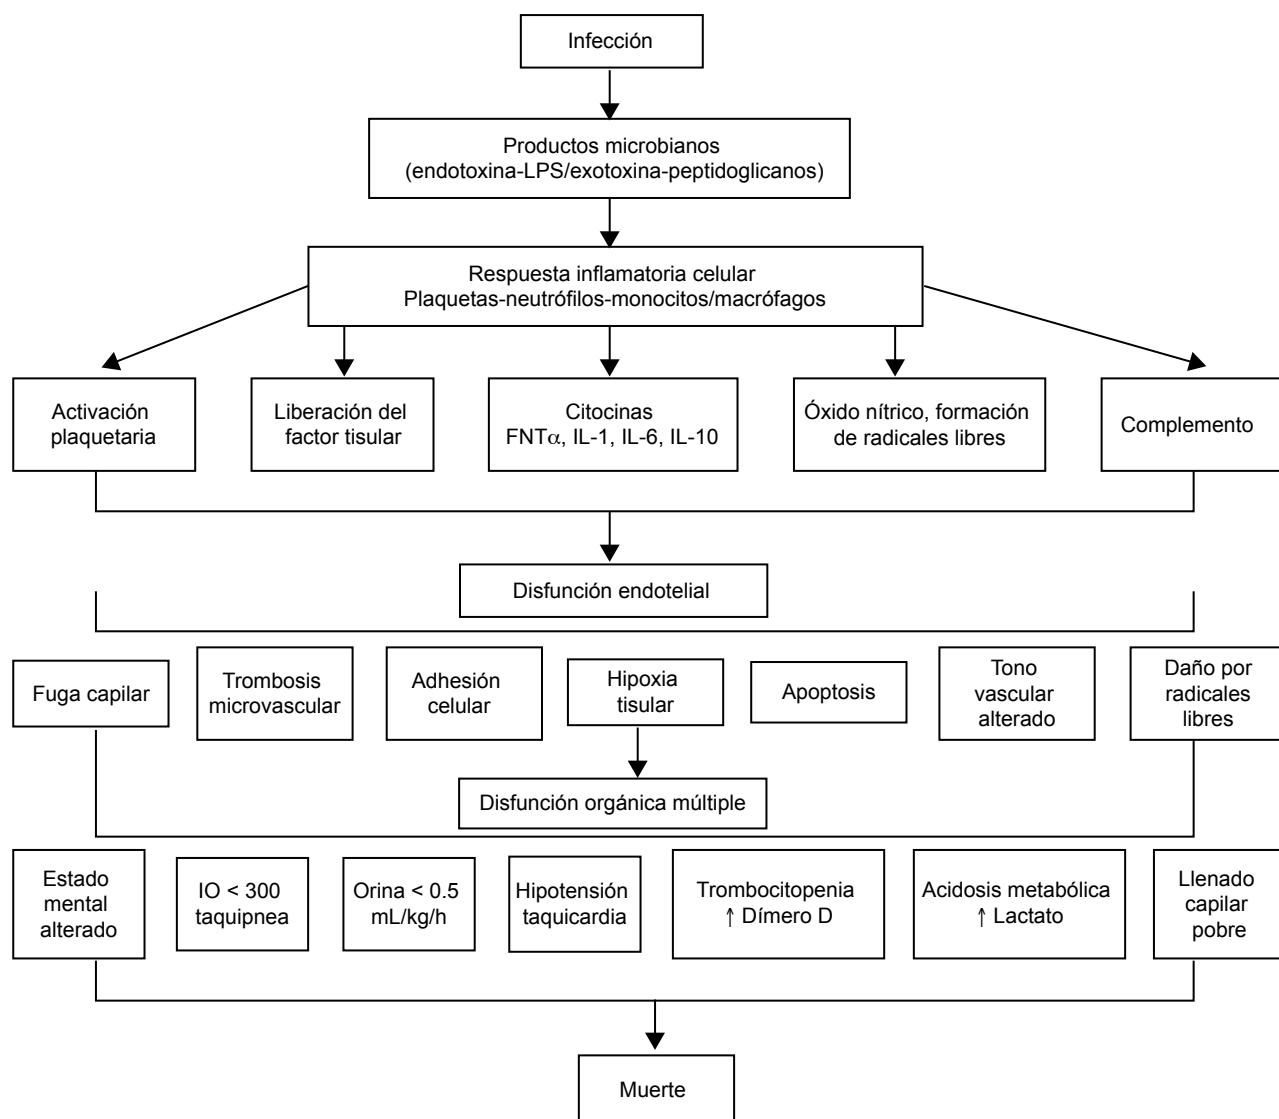 Infección
Productos microbianos
(endotoxina-LPS/exotoxina-peptidoglicanos)
Respuesta inflamatoria celular
Plaquetas-neutrófilos-monocitos/macrófagos
Activación
plaquetaria
Liberación del
factor tisular
Citocinas
FNTα, IL-1, IL-6, IL-10
Óxido nítrico, formación
de radicales libres
Complemento
Disfunción endotelial
Fuga capilar
Trombosis
microvascular
Adhesión
celular
Hipoxia
tisular
Apoptosis
Tono
vascular
alterado
Daño por
radicales
libres
Disfunción orgánica múltiple
Estado
mental
alterado
IO < 300
taquipnea
Orina < 0.5
mL/kg/h
Hipotensión
taquicardia
Trombocitopenia
↑ Dímero D
Acidosis metabólica
↑ Lactato
Llenado
capilar
pobre
Muerte